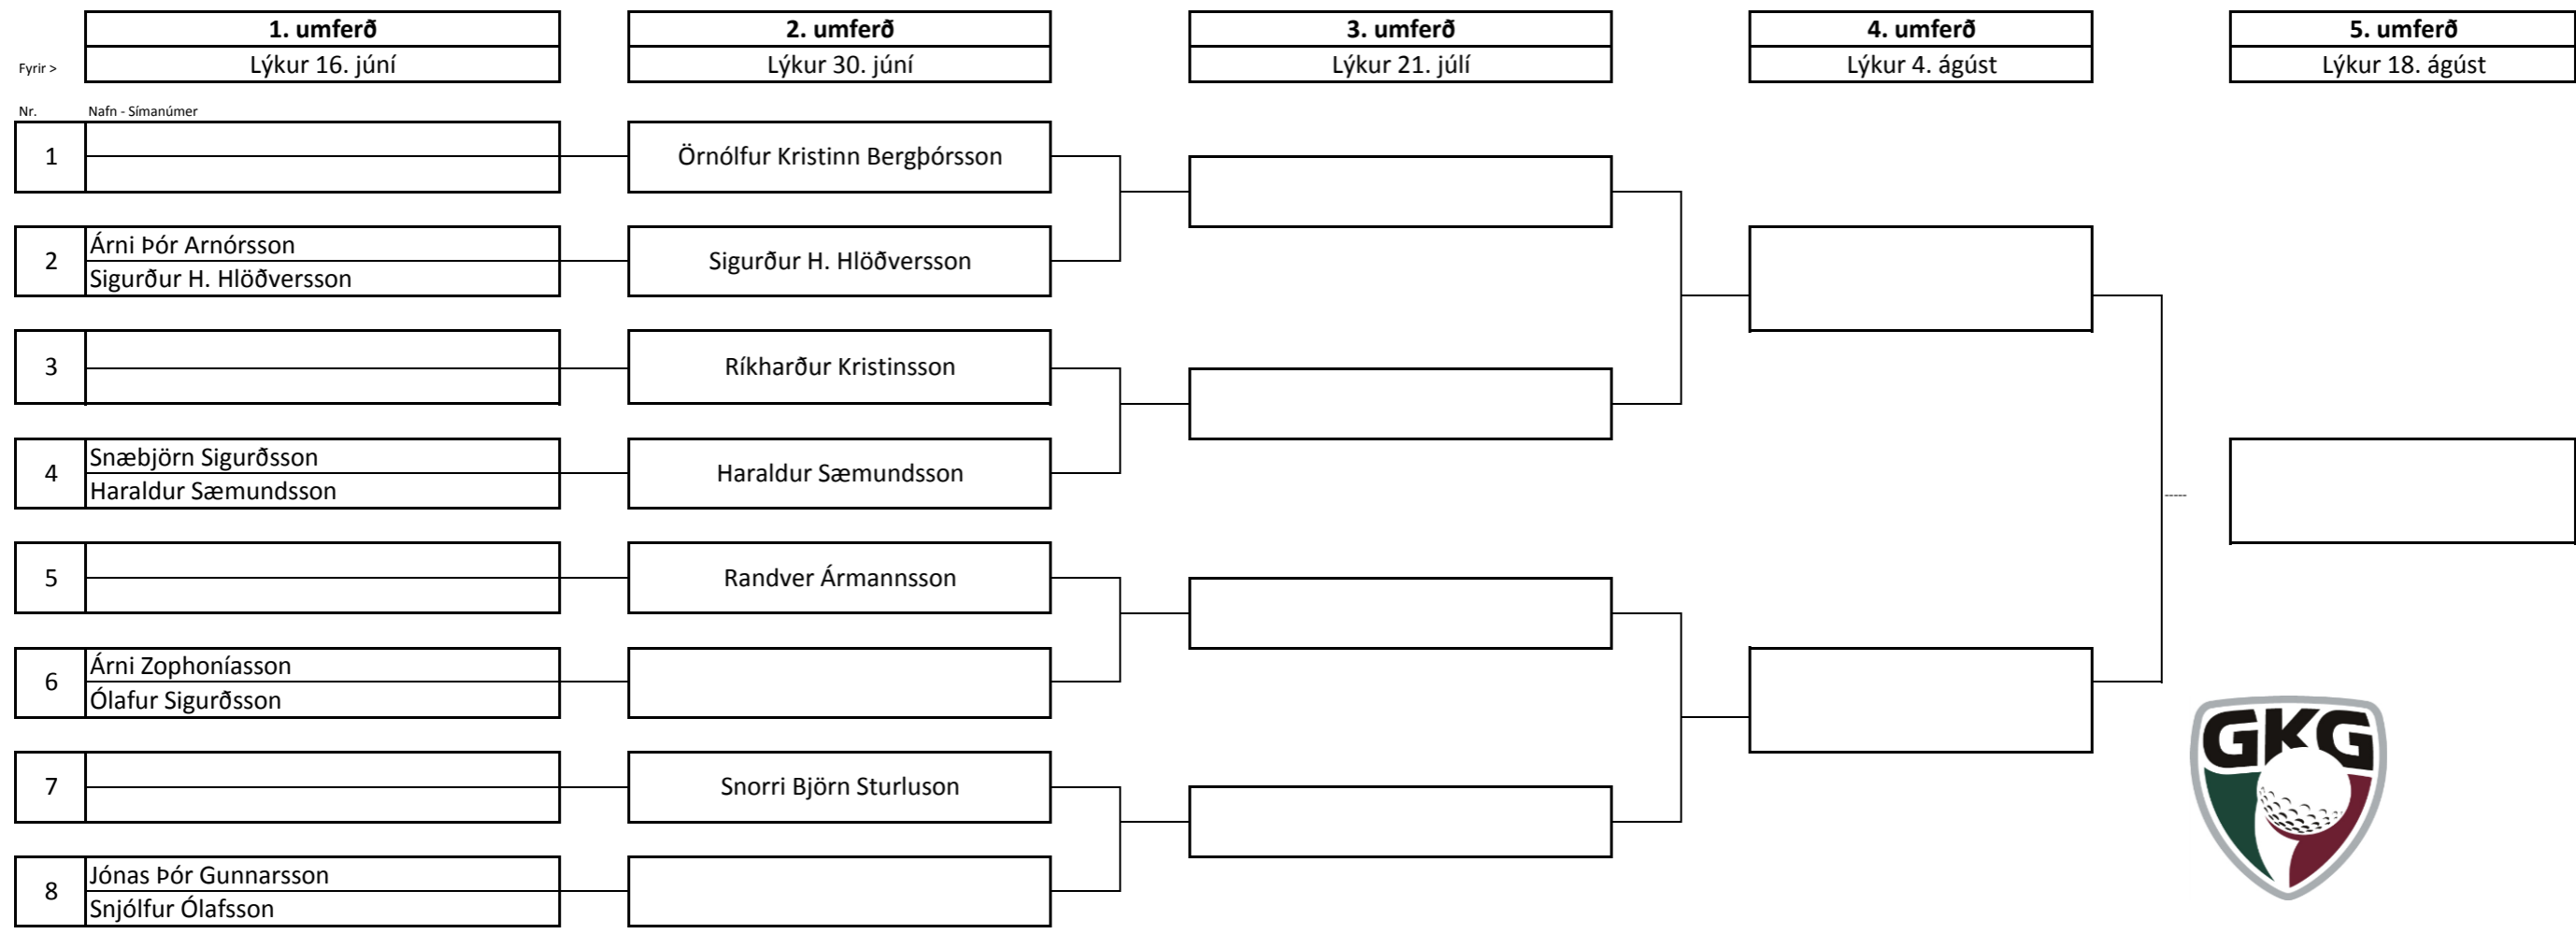 1. umferð
2. umferð
3. umferð
4. umferð
5. umferð
Fyrir >
Lýkur 16. júní
Lýkur 30. júní
Lýkur 21. júlí
Lýkur 4. ágúst
Lýkur 18. ágúst
Nr.
Nafn - Símanúmer
1
Örnólfur Kristinn Bergþórsson
2
Árni Þór Arnórsson
Sigurður H. Hlöðversson
Sigurður H. Hlöðversson
3
Ríkharður Kristinsson
4
Snæbjörn Sigurðsson
Haraldur Sæmundsson
Haraldur Sæmundsson
-----
5
Randver Ármannsson
6
Árni Zophoníasson
Ólafur Sigurðsson
7
Snorri Björn Sturluson
GKG
8
Jónas Þór Gunnarsson
Snjólfur Ólafsson